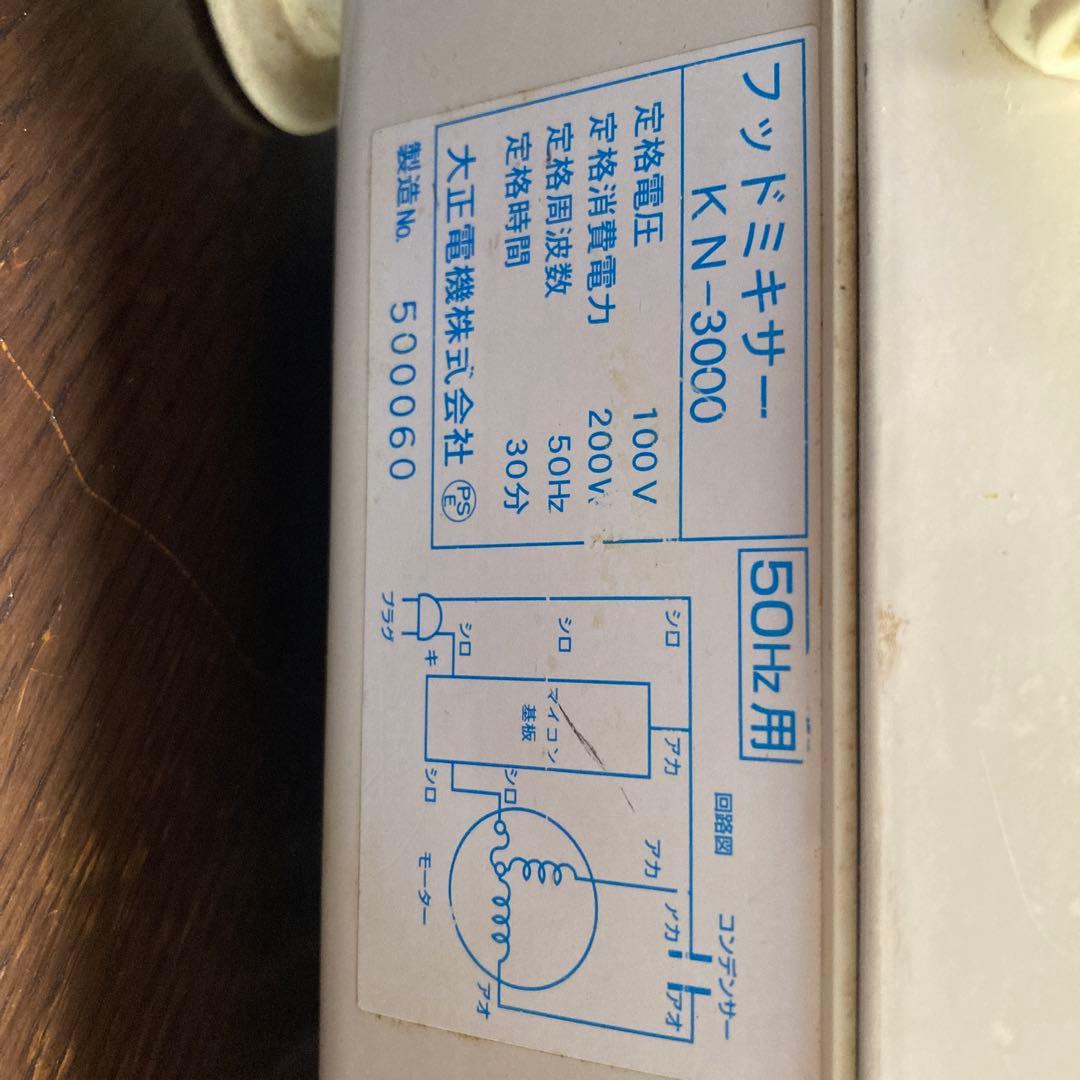 フッドミキサー
KN-3000
定格電圧 100V
定格消費電力 200W
定格周波数 50Hz
定格時間 30分
大正電機株式会社 PSE
製造No. 500060
50Hz用
回路図
コンデンサー
シロ
アカ
アカ
アオ
シロ
マイコン
基板
シロ
キ
プラグ
シロ
シロ
モーター
アオ